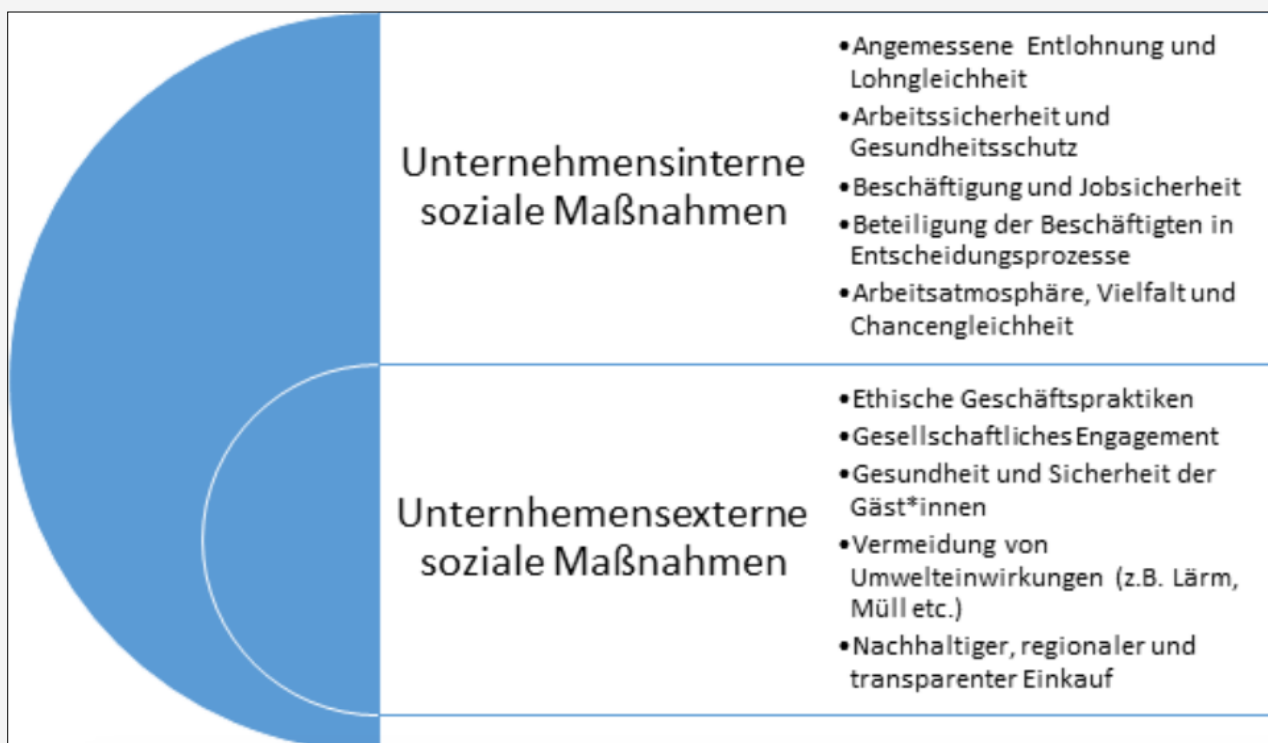 Unternehmensinterne
soziale Maßnahmen
•Angemessene Entlohnung und
Lohngleichheit
•Arbeitssicherheit und
Gesundheitsschutz
•Beschäftigung und Jobsicherheit
•Beteiligung der Beschäftigten in
Entscheidungsprozesse
•Arbeitsatmosphäre, Vielfalt und
Chancengleichheit
Unternhemensexterne
soziale Maßnahmen
•Ethische Geschäftspraktiken
•Gesellschaftliches Engagement
•Gesundheit und Sicherheit der
Gäst*innen
•Vermeidung von
Umwelteinwirkungen (z.B. Lärm,
Müll etc.)
•Nachhaltiger, regionaler und
transparenter Einkauf